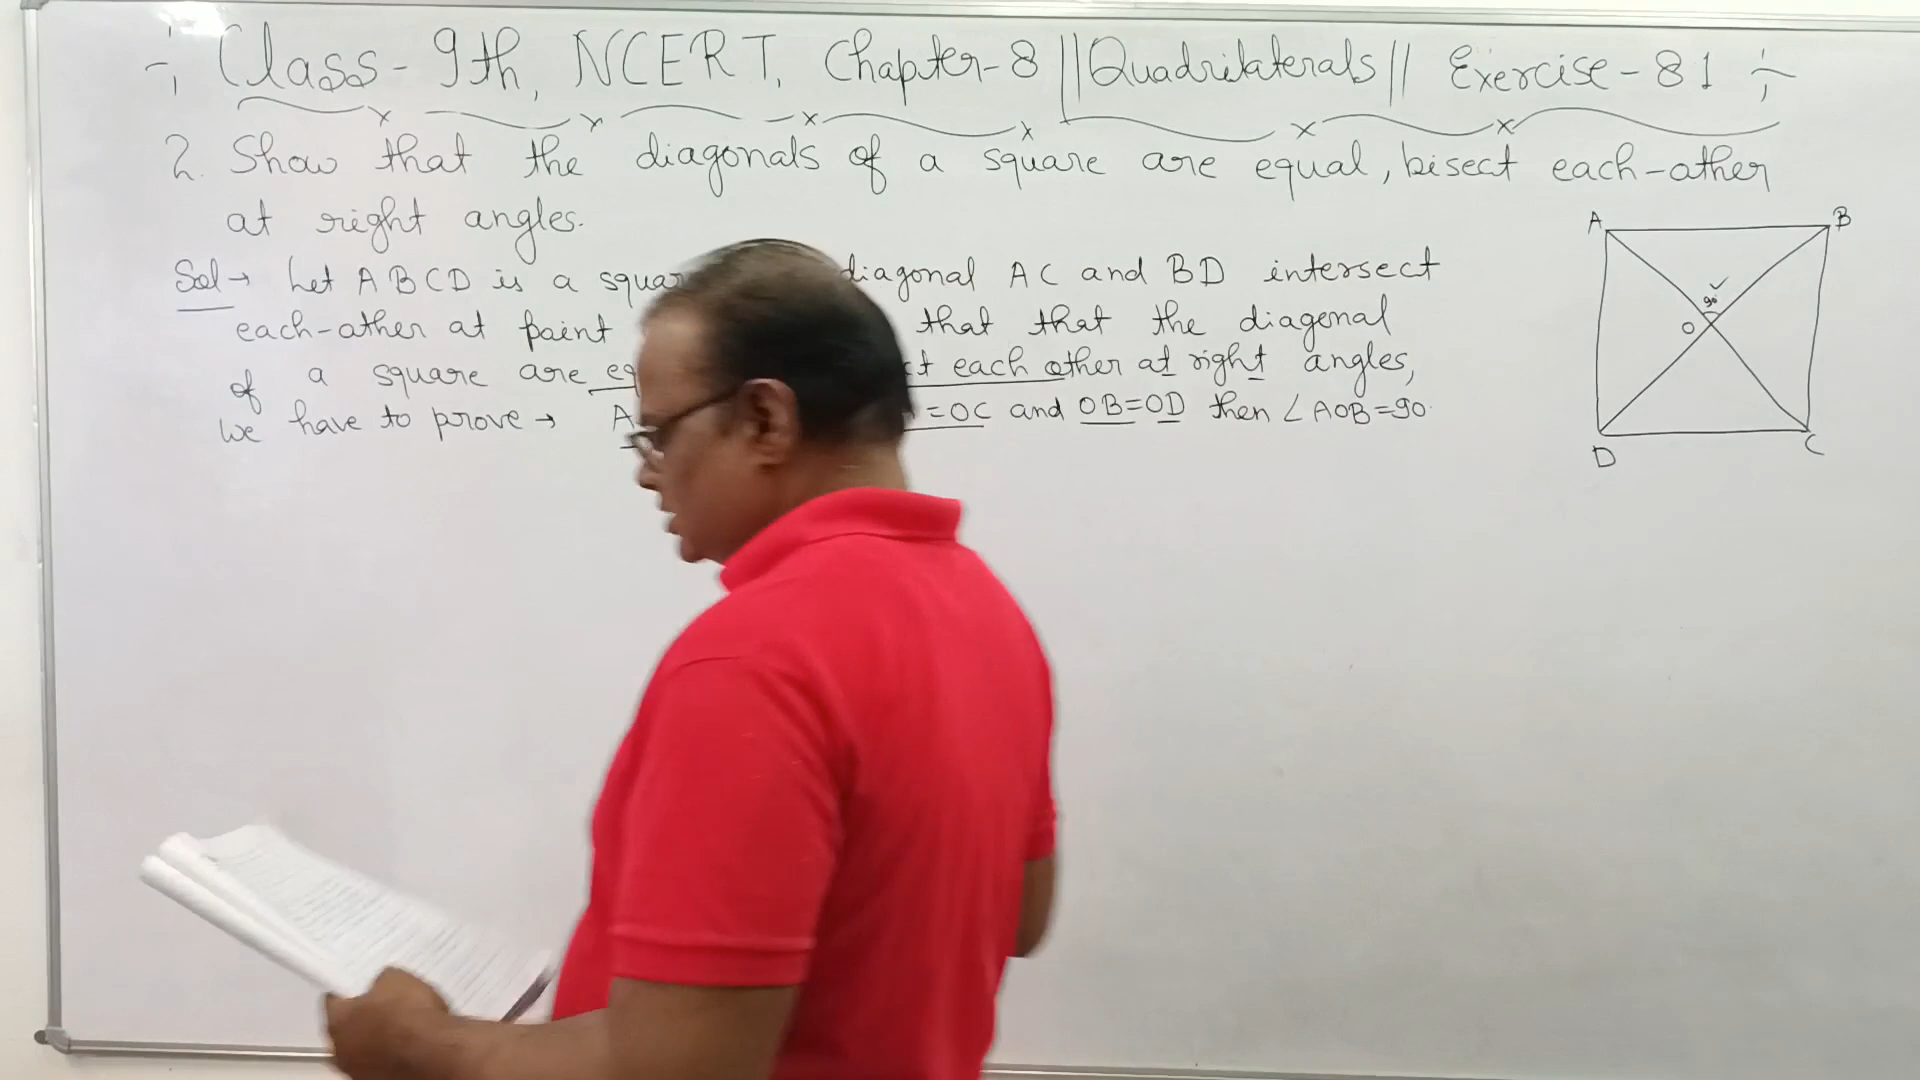 Class - 9th, NCERT, Chapter-8 ||Quadrilaterals|| Exercise - 8 1
2. Show that the diagonals of a square are equal, bisect each-other
at right angles.
Sol → Let ABCD is a diagonal AC and BD intersect
each-other at point that that the diagonal
of a square are each other at right angles,
We have to prove → =OC and OB=OD then ∠AOB=90
A
B
90°
O
D
C